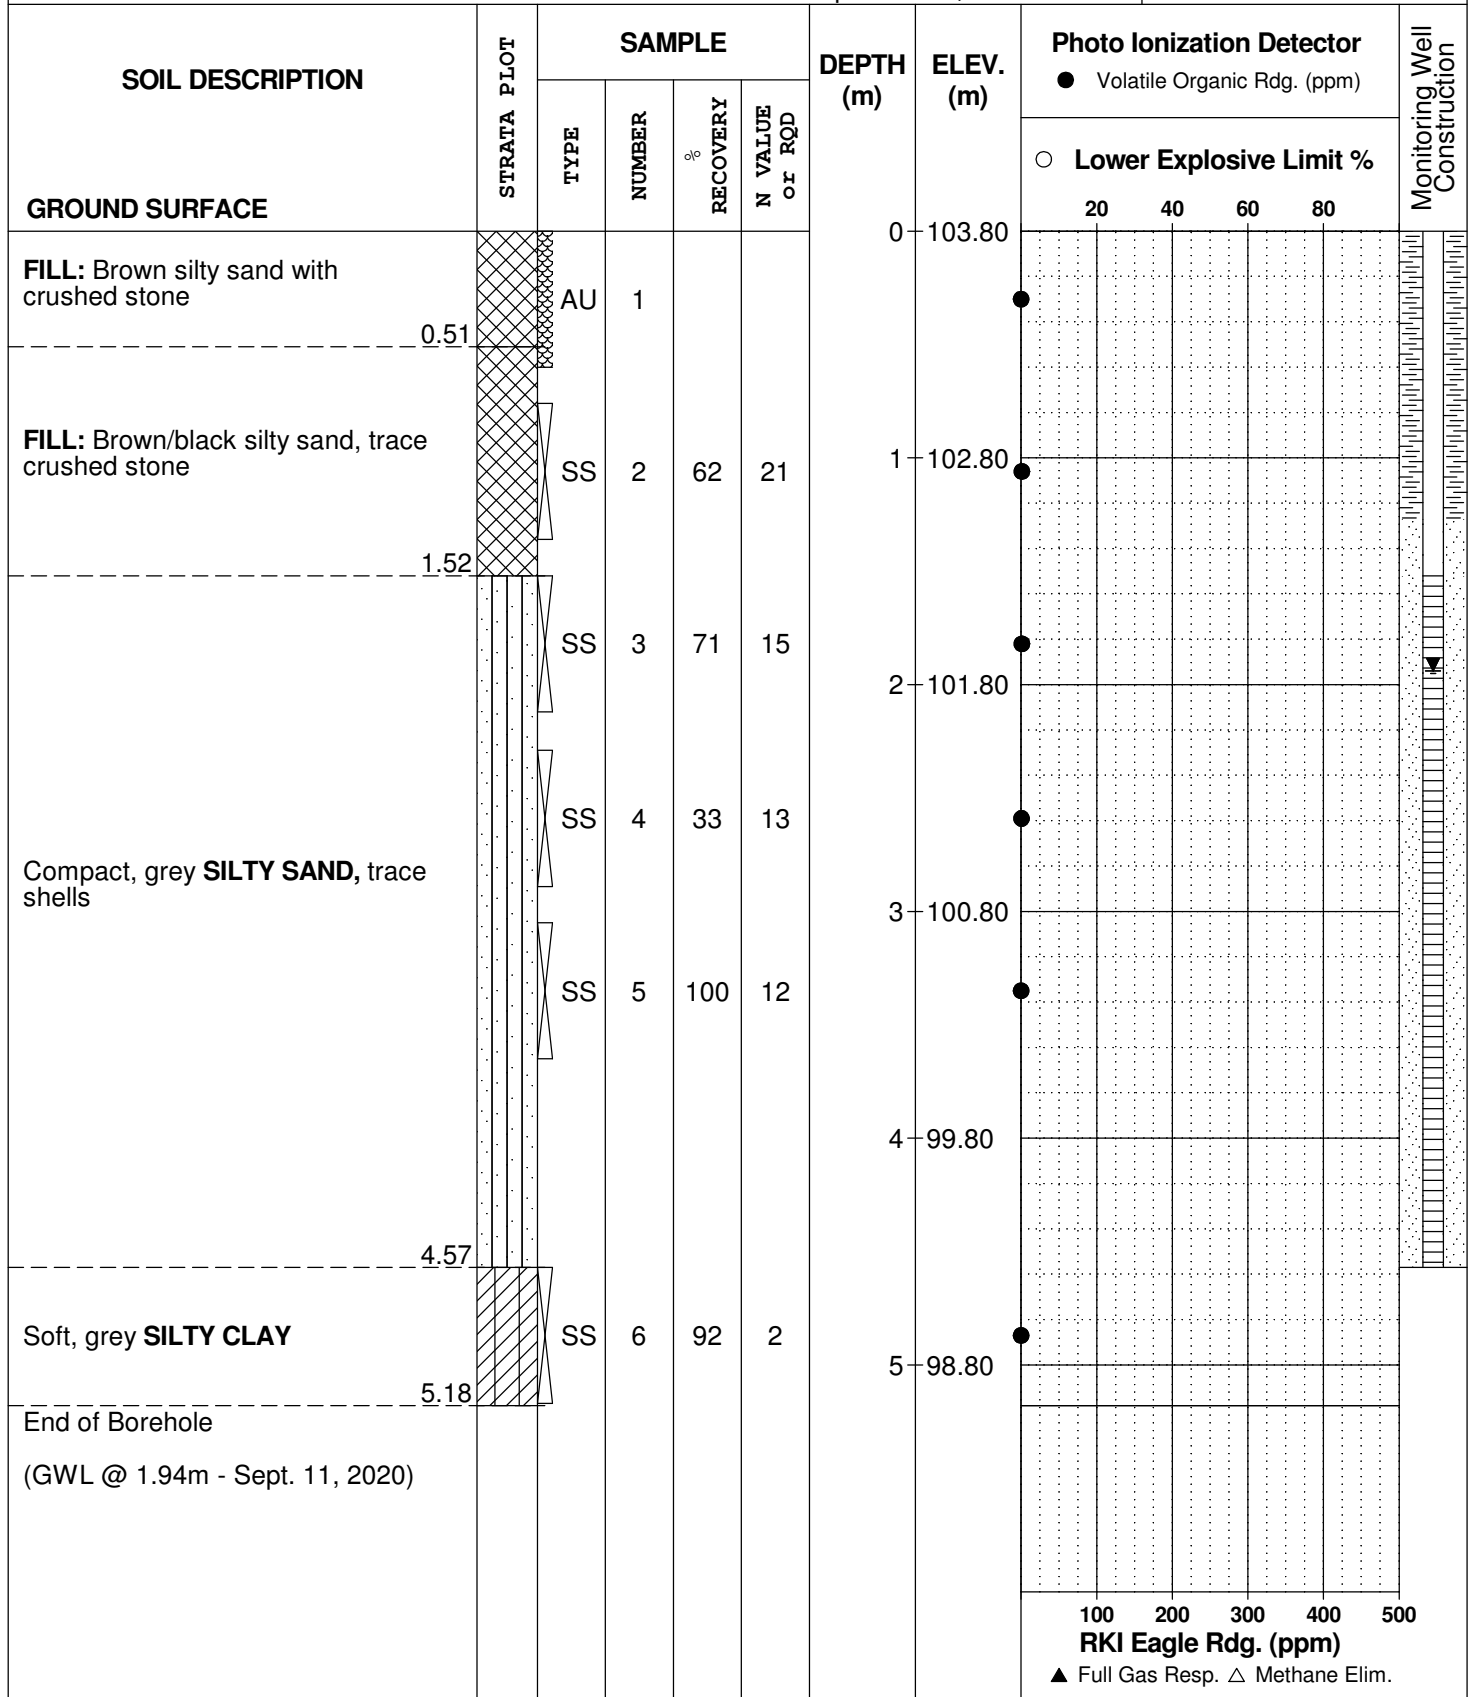 SOIL DESCRIPTION
GROUND SURFACE
STRATA PLOT
SAMPLE
TYPE
NUMBER
%
RECOVERY
N VALUE
or RQD
DEPTH
(m)
ELEV.
(m)
Photo Ionization Detector
● Volatile Organic Rdg. (ppm)
○ Lower Explosive Limit %
20 40 60 80
Monitoring Well
Construction
0 103.80
FILL: Brown silty sand with
crushed stone
0.51
AU 1
FILL: Brown/black silty sand, trace
crushed stone
1.52
SS 2 62 21
1 102.80
SS 3 71 15
2 101.80
SS 4 33 13
Compact, grey SILTY SAND, trace
shells
3 100.80
SS 5 100 12
4 99.80
4.57
Soft, grey SILTY CLAY
SS 6 92 2
5 98.80
5.18
End of Borehole
(GWL @ 1.94m - Sept. 11, 2020)
100 200 300 400 500
RKI Eagle Rdg. (ppm)
▲ Full Gas Resp. △ Methane Elim.